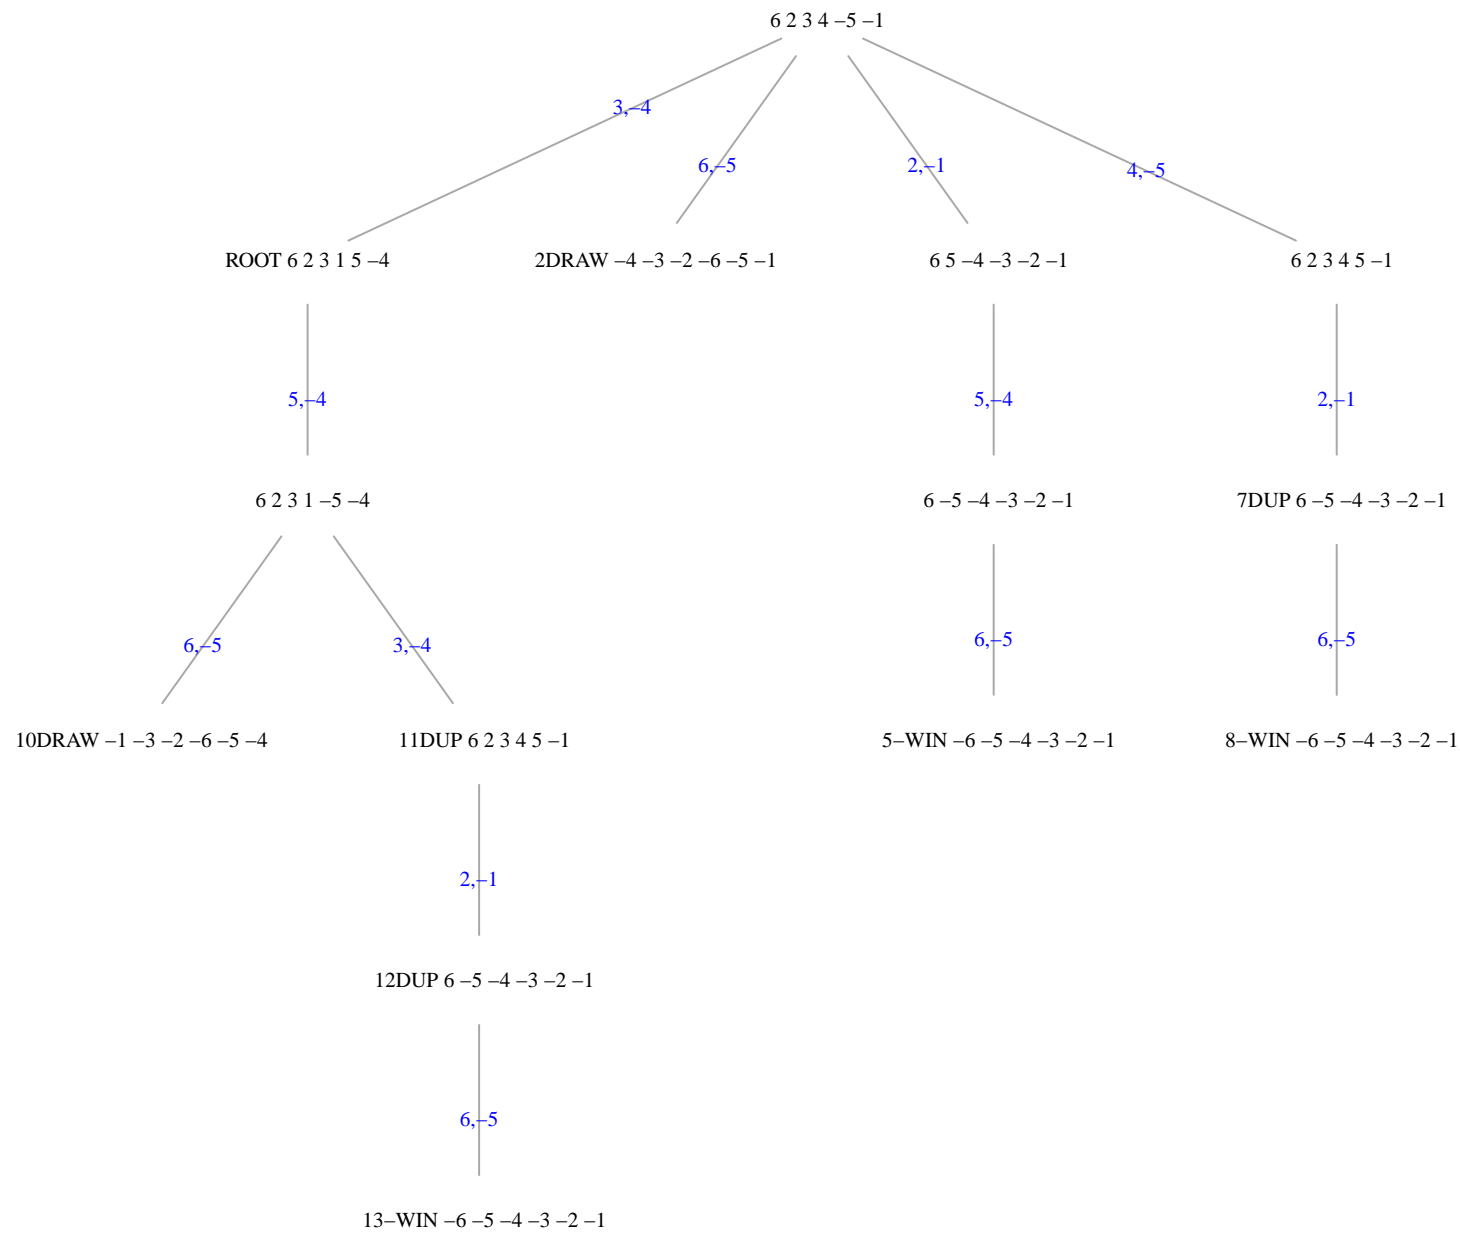 6 2 3 4 –5 –1
3,–4
6,–5
2,–1
4,–5
ROOT 6 2 3 1 5 –4
2DRAW –4 –3 –2 –6 –5 –1
6 5 –4 –3 –2 –1
6 2 3 4 5 –1
5,–4
5,–4
2,–1
6 2 3 1 –5 –4
6 –5 –4 –3 –2 –1
7DUP 6 –5 –4 –3 –2 –1
6,–5
3,–4
6,–5
6,–5
10DRAW –1 –3 –2 –6 –5 –4
11DUP 6 2 3 4 5 –1
5–WIN –6 –5 –4 –3 –2 –1
8–WIN –6 –5 –4 –3 –2 –1
2,–1
12DUP 6 –5 –4 –3 –2 –1
6,–5
13–WIN –6 –5 –4 –3 –2 –1